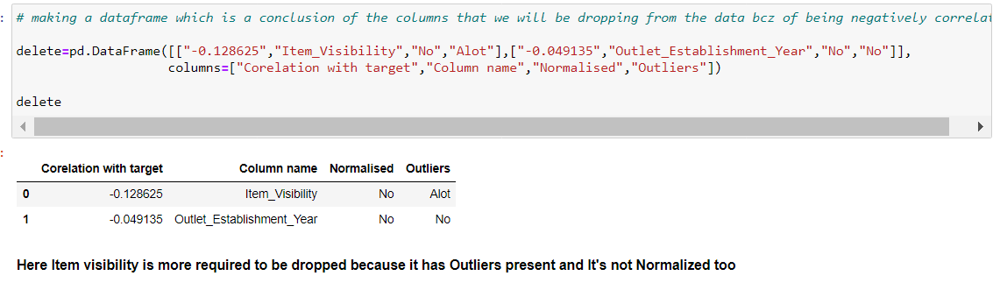 # making a dataframe which is a conclusion of the columns that we will be dropping from the data bcz of being negatively
delete=pd.DataFrame([["-0.128625","Item_Visibility","No","Alot"],["-0.049135","Outlet_Establishment_Year","No","No"]],
columns=["Corelation with target","Column name","Normalised","Outliers"])
delete
Corelation with target Column name Normalised Outliers
0 -0.128625 Item_Visibility No Alot
1 -0.049135 Outlet_Establishment_Year No No
Here Item visibility is more required to be dropped because it has Outliers present and It's not Normalized too